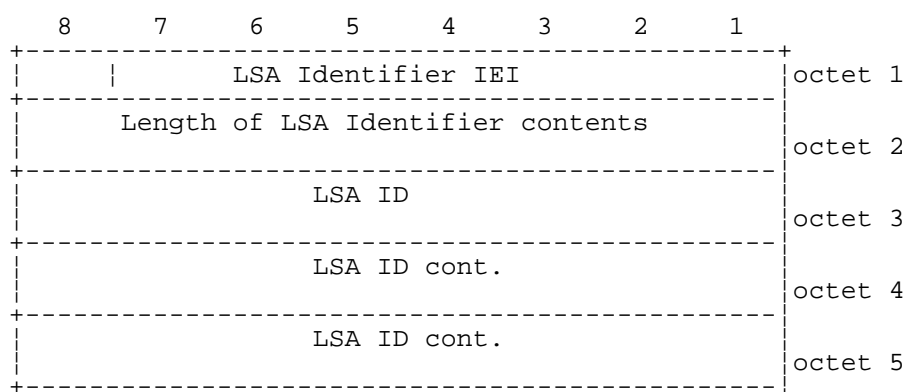 8 7 6 5 4 3 2 1
LSA Identifier IEI octet 1
Length of LSA Identifier contents
octet 2
LSA ID
octet 3
LSA ID cont.
octet 4
LSA ID cont.
octet 5